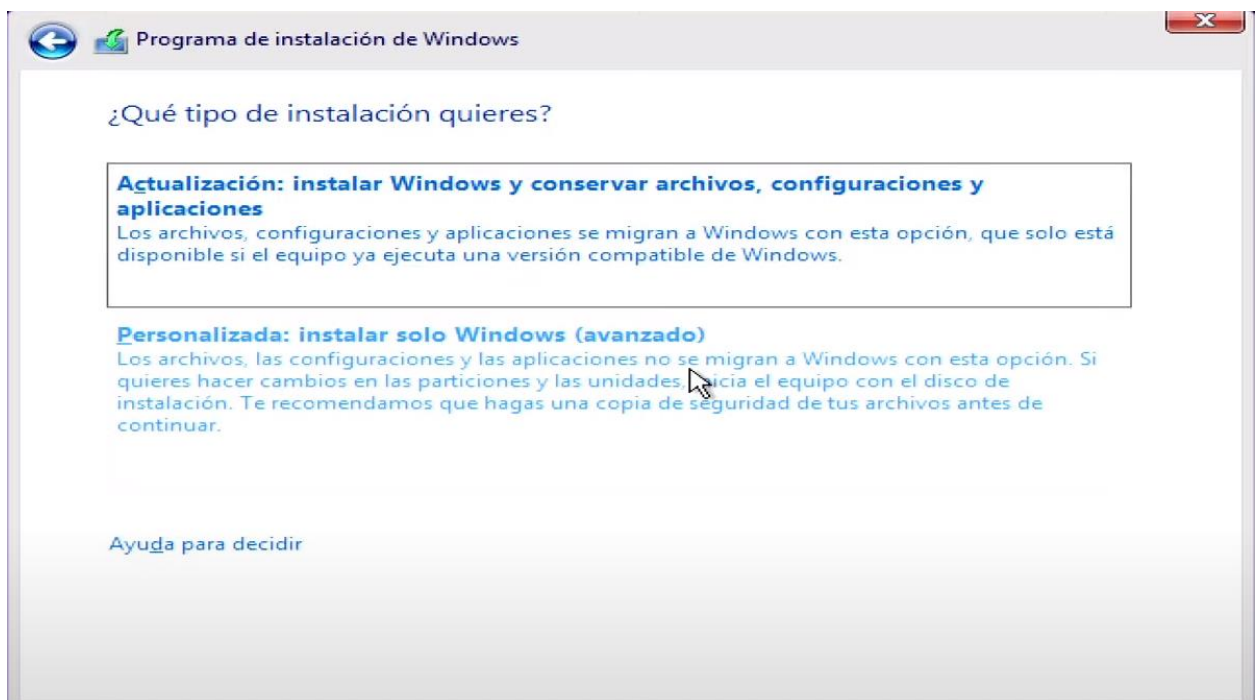 Programa de instalación de Windows
¿Qué tipo de instalación quieres?
Actualización: instalar Windows y conservar archivos, configuraciones y
aplicaciones
Los archivos, configuraciones y aplicaciones se migran a Windows con esta opción, que solo está
disponible si el equipo ya ejecuta una versión compatible de Windows.
Personalizada: instalar solo Windows (avanzado)
Los archivos, las configuraciones y las aplicaciones no se migran a Windows con esta opción. Si
quieres hacer cambios en las particiones y las unidades, inicia el equipo con el disco de
instalación. Te recomendamos que hagas una copia de seguridad de tus archivos antes de
continuar.
Ayuda para decidir